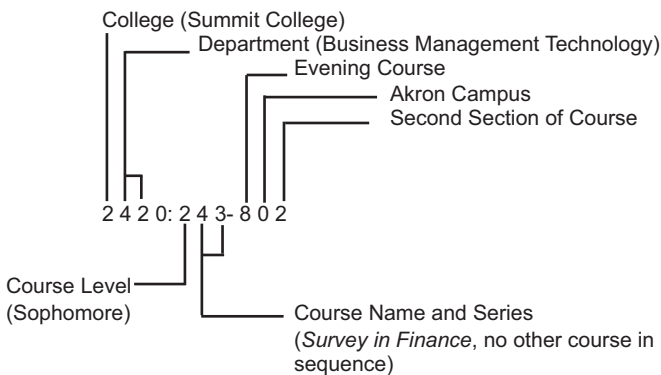 College (Summit College)
Department (Business Management Technology)
Evening Course
Akron Campus
Second Section of Course
2 4 2 0: 2 4 3- 8 0 2
Course Level
(Sophomore)
Course Name and Series
(Survey in Finance, no other course in
sequence)